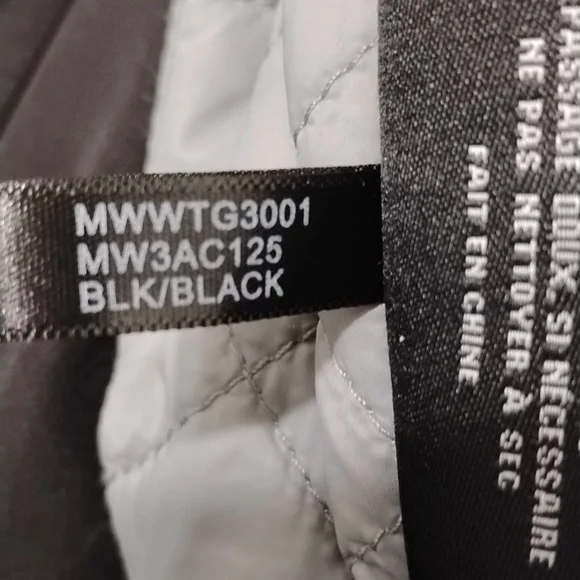 MWWTG3001
MW3AC125
BLK/BLACK
PASSAGE DOUX, SI NÉCESSAIRE
NE PAS NETTOYER À SEC
FAIT EN CHINE